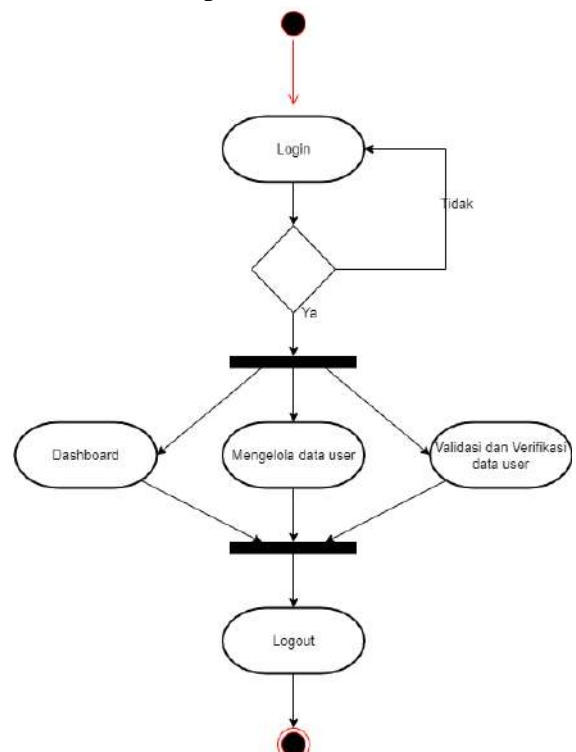 Login
Tidak
Ya
Dashboard
Mengelola data user
Validasi dan Verifikasi
data user
Logout